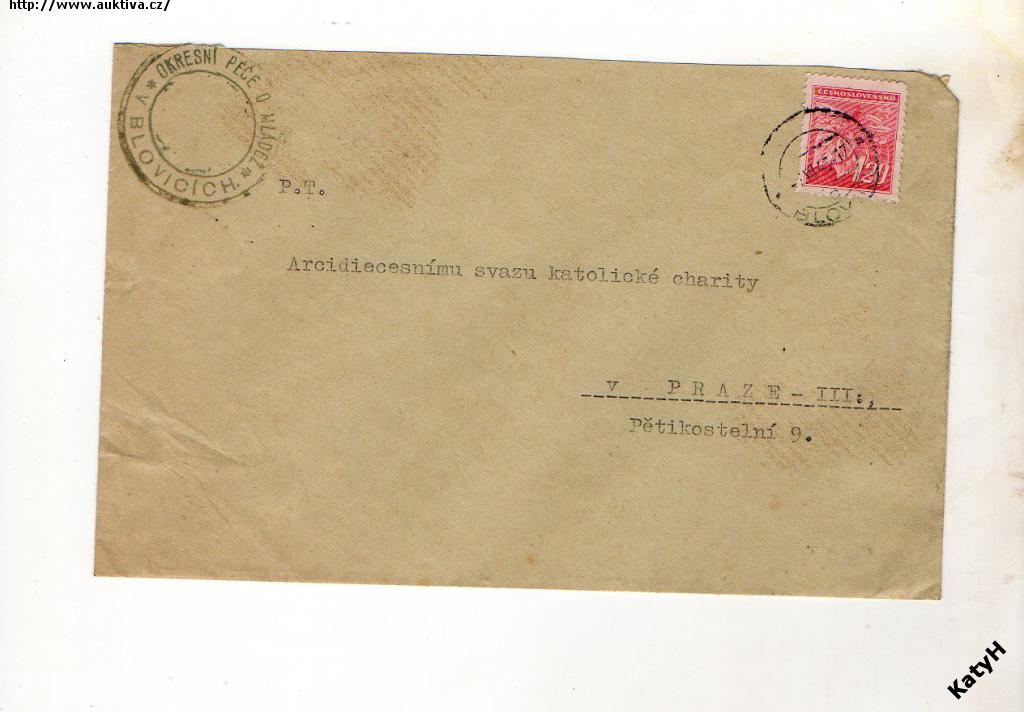 http://www.auktiva.cz/
OKRESNÍ PÉČE O MLÁDEŽ
* V BLOVICÍCH. *
ČESKOSLOVENSKO
1·20
BLOV
P.T.
Arcidiecesnímu svazu katolické charity
v PRAZE-III.,
Pětikostelní 9.
KatyH